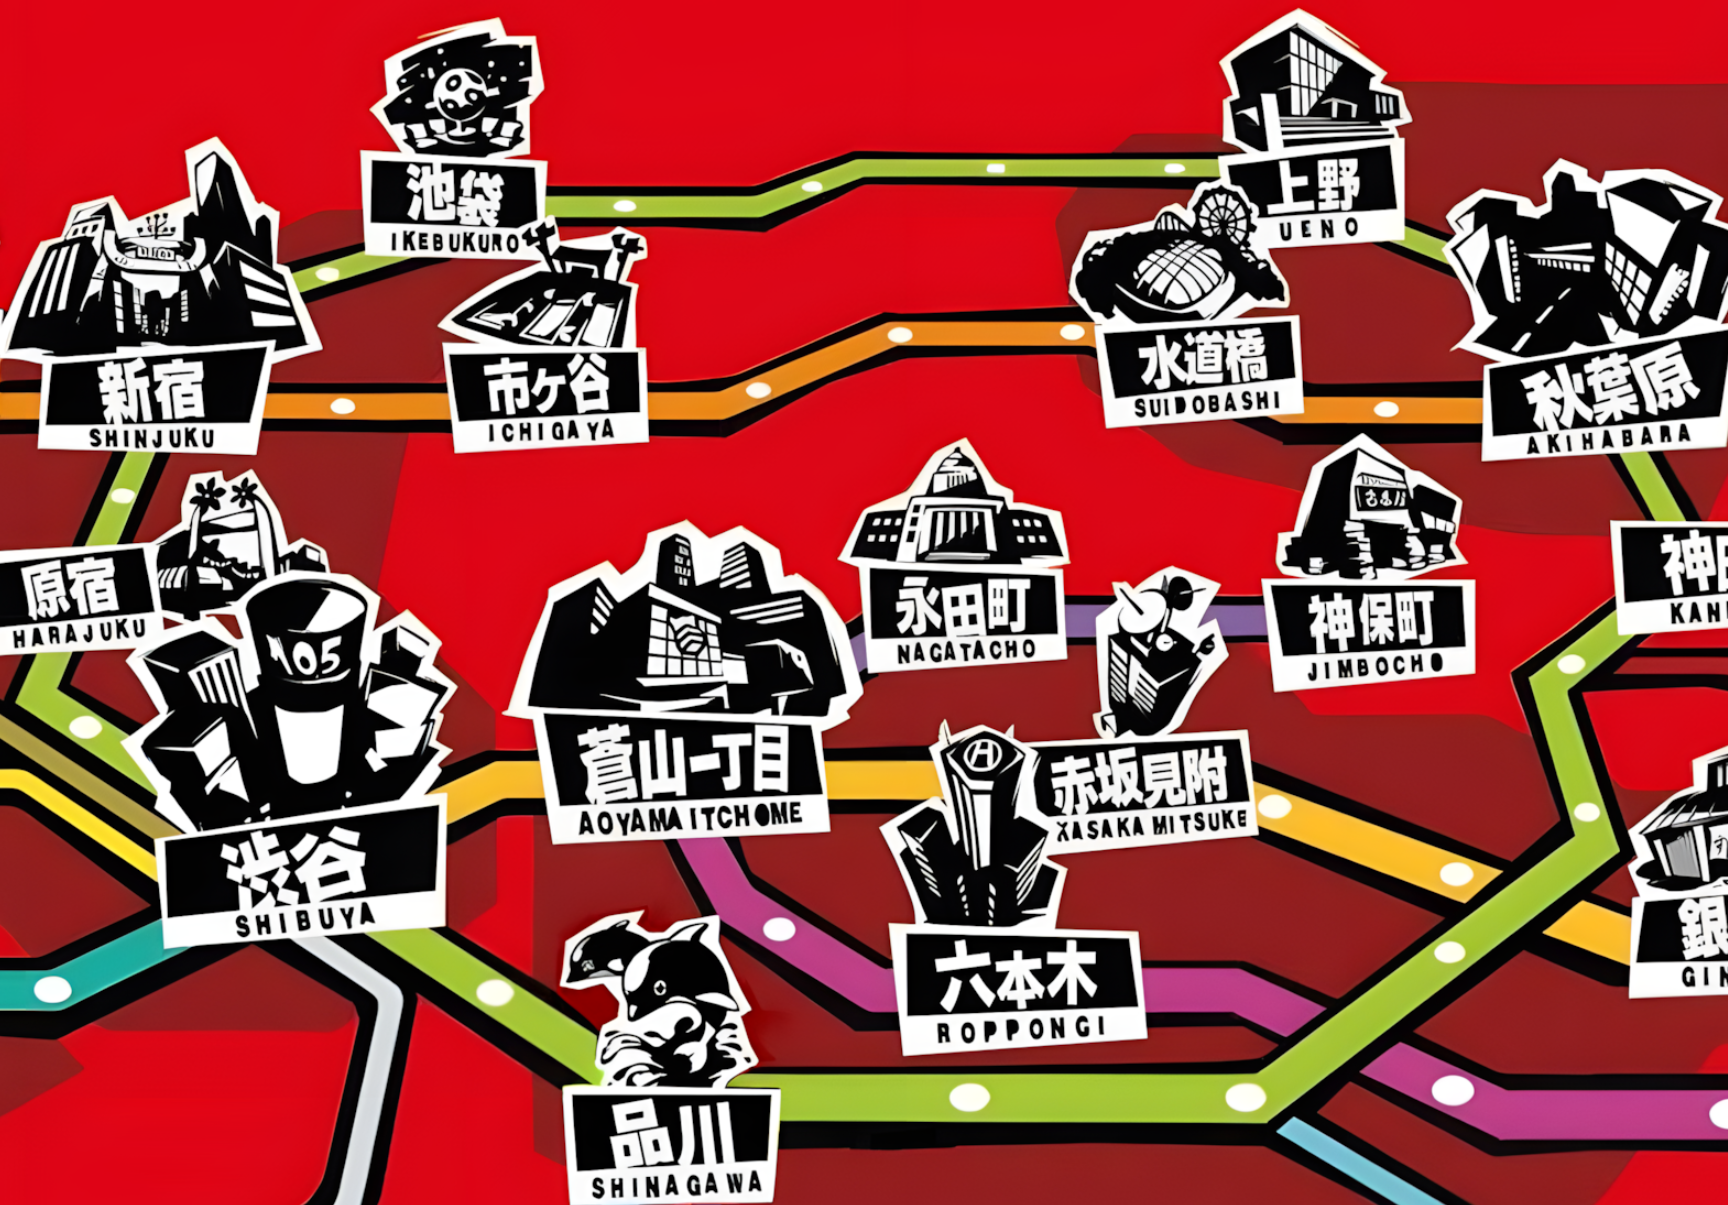 池袋
IKEBUKURO
上野
UENO
新宿
SHINJUKU
市ケ谷
ICHIGAYA
水道橋
SUIDOBASHI
秋葉原
AKIHABARA
原宿
HARAJUKU
105
蒼山一丁目
AOYAMA ITCHOME
永田町
NAGATACHO
神保町
JIMBOCHO
神田
KAN
赤坂見附
KASAKA MITSUKE
渋谷
SHIBUYA
六本木
ROPPONGI
銀
GIN
品川
SHINAGAWA